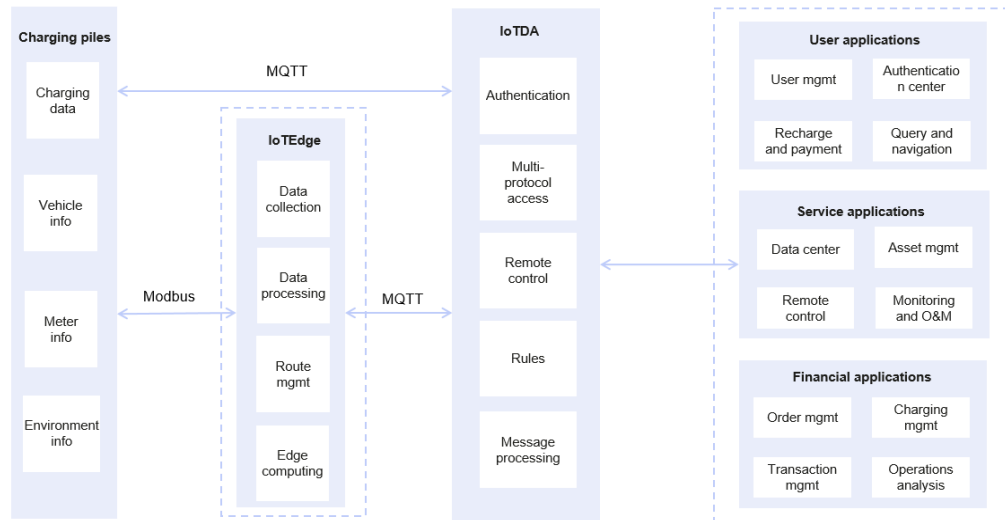 Charging piles
Charging
data
Vehicle
info
Meter
info
Environment
info
MQTT
Modbus
IoTEdge
Data
collection
Data
processing
Route
mgmt
Edge
computing
MQTT
IoTDA
Authentication
Multi-
protocol
access
Remote
control
Rules
Message
processing
User applications
User mgmt
Authenticatio
n center
Recharge
and payment
Query and
navigation
Service applications
Data center
Asset mgmt
Remote
control
Monitoring
and O&M
Financial applications
Order mgmt
Charging
mgmt
Transaction
mgmt
Operations
analysis